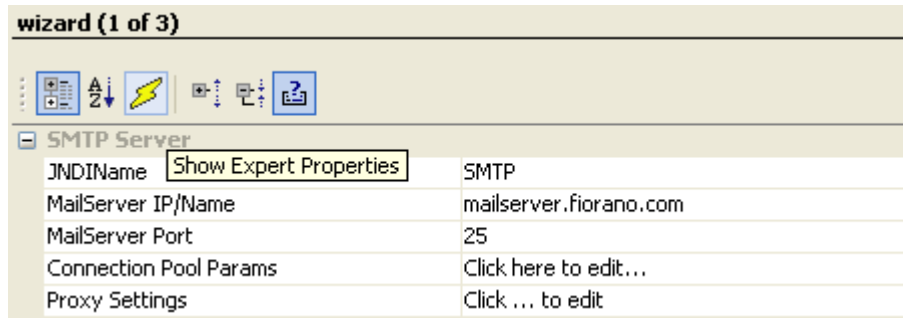 wizard (1 of 3)
A
Z
SMTP Server
Show Expert Properties
JNDIName SMTP
MailServer IP/Name mailserver.fiorano.com
MailServer Port 25
Connection Pool Params Click here to edit...
Proxy Settings Click ... to edit